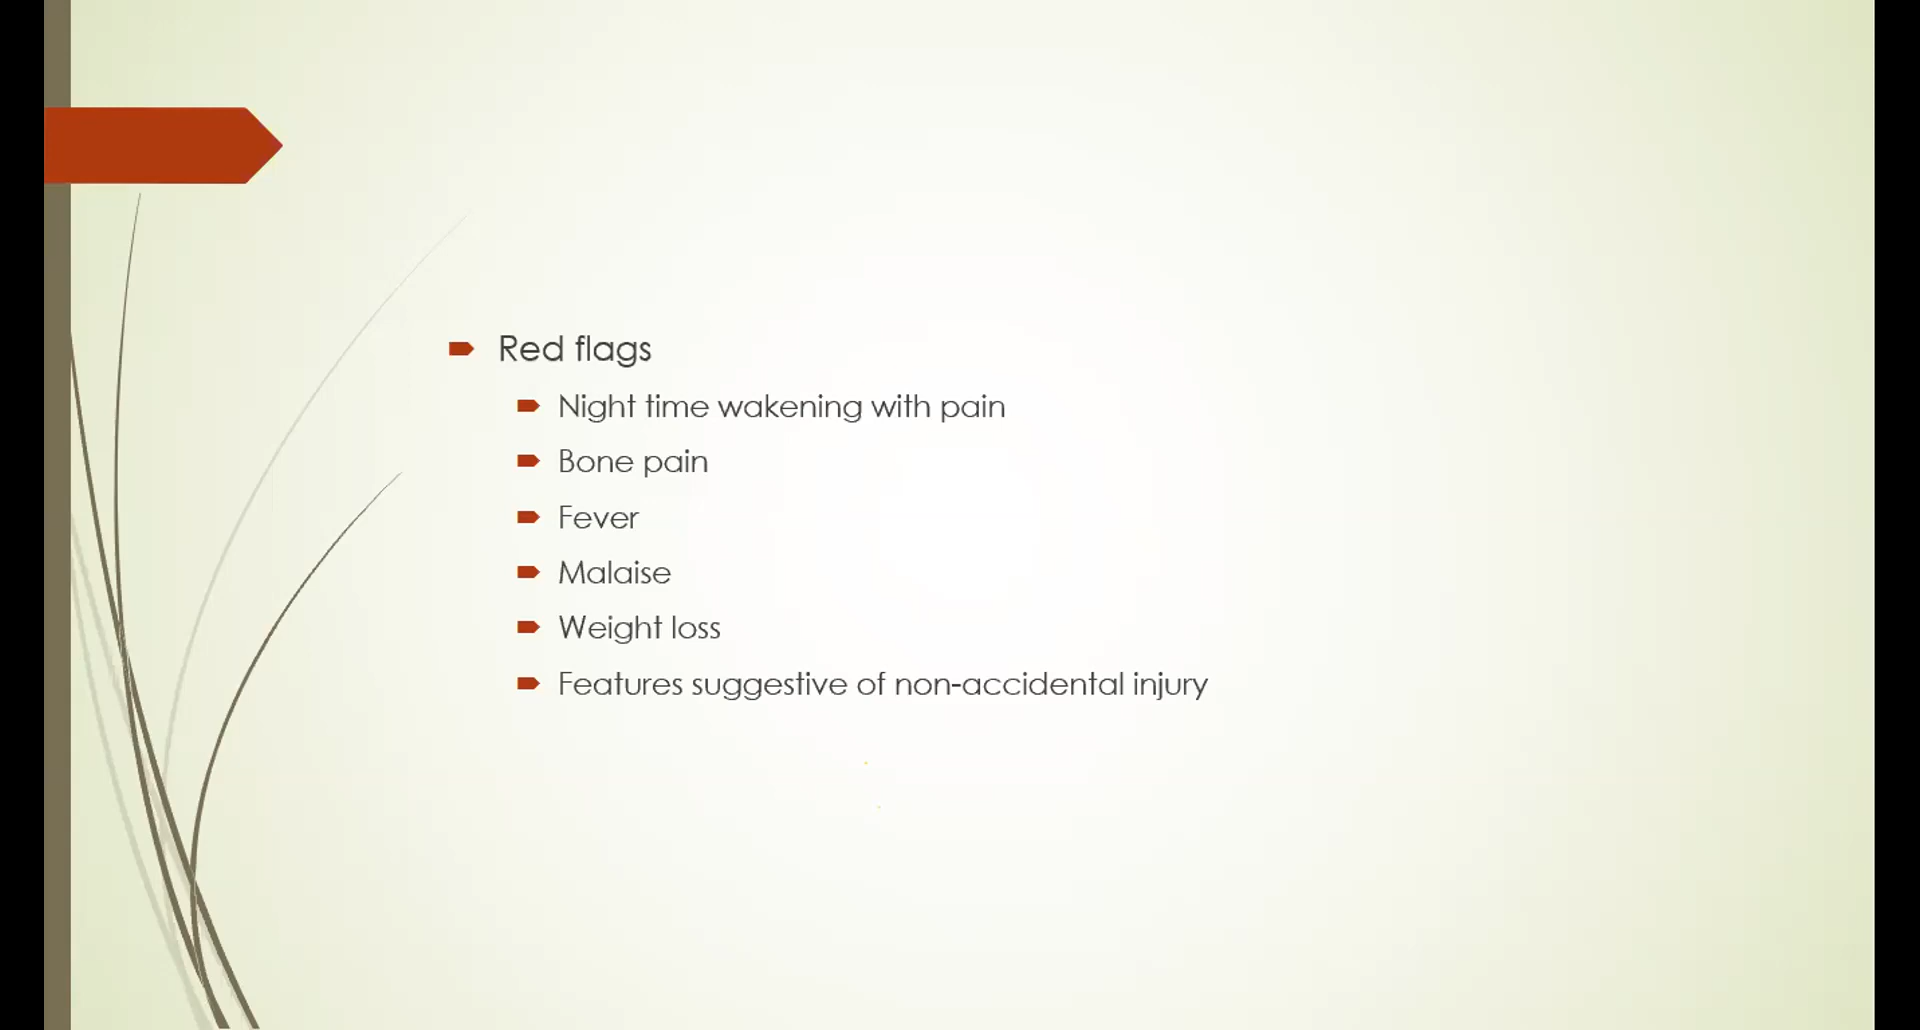 Red flags
Night time wakening with pain
Bone pain
Fever
Malaise
Weight loss
Features suggestive of non-accidental injury